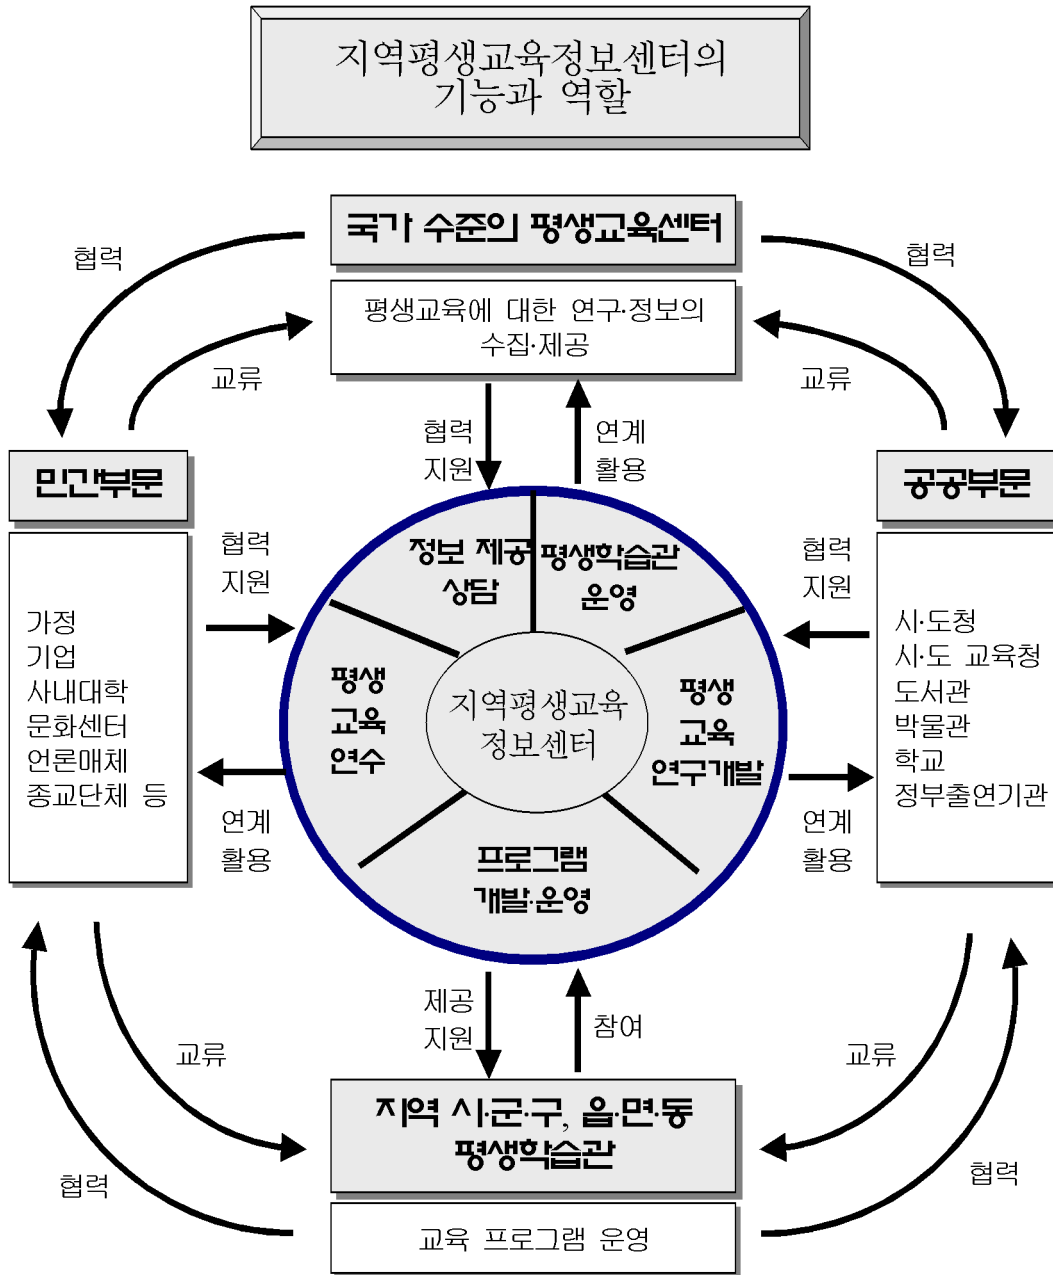 지역평생교육정보센터의
기능과 역할
국가 수준의 평생교육센터
협력
협력
평생교육에 대한 연구·정보의
수집·제공
교류
교류
협력
지원
연계
활용
민간부문
공공부문
협력
지원
정보 제공
상담
평생학습관
운영
협력
지원
가정
기업
사내대학
문화센터
언론매체
종교단체 등
평생
교육
연수
지역평생교육
정보센터
평생
교육
연구개발
시·도청
시·도 교육청
도서관
박물관
학교
정부출연기관
연계
활용
프로그램
개발·운영
연계
활용
제공
지원
참여
교류
교류
지역 시·군·구, 읍·면·동
평생학습관
협력
협력
교육 프로그램 운영